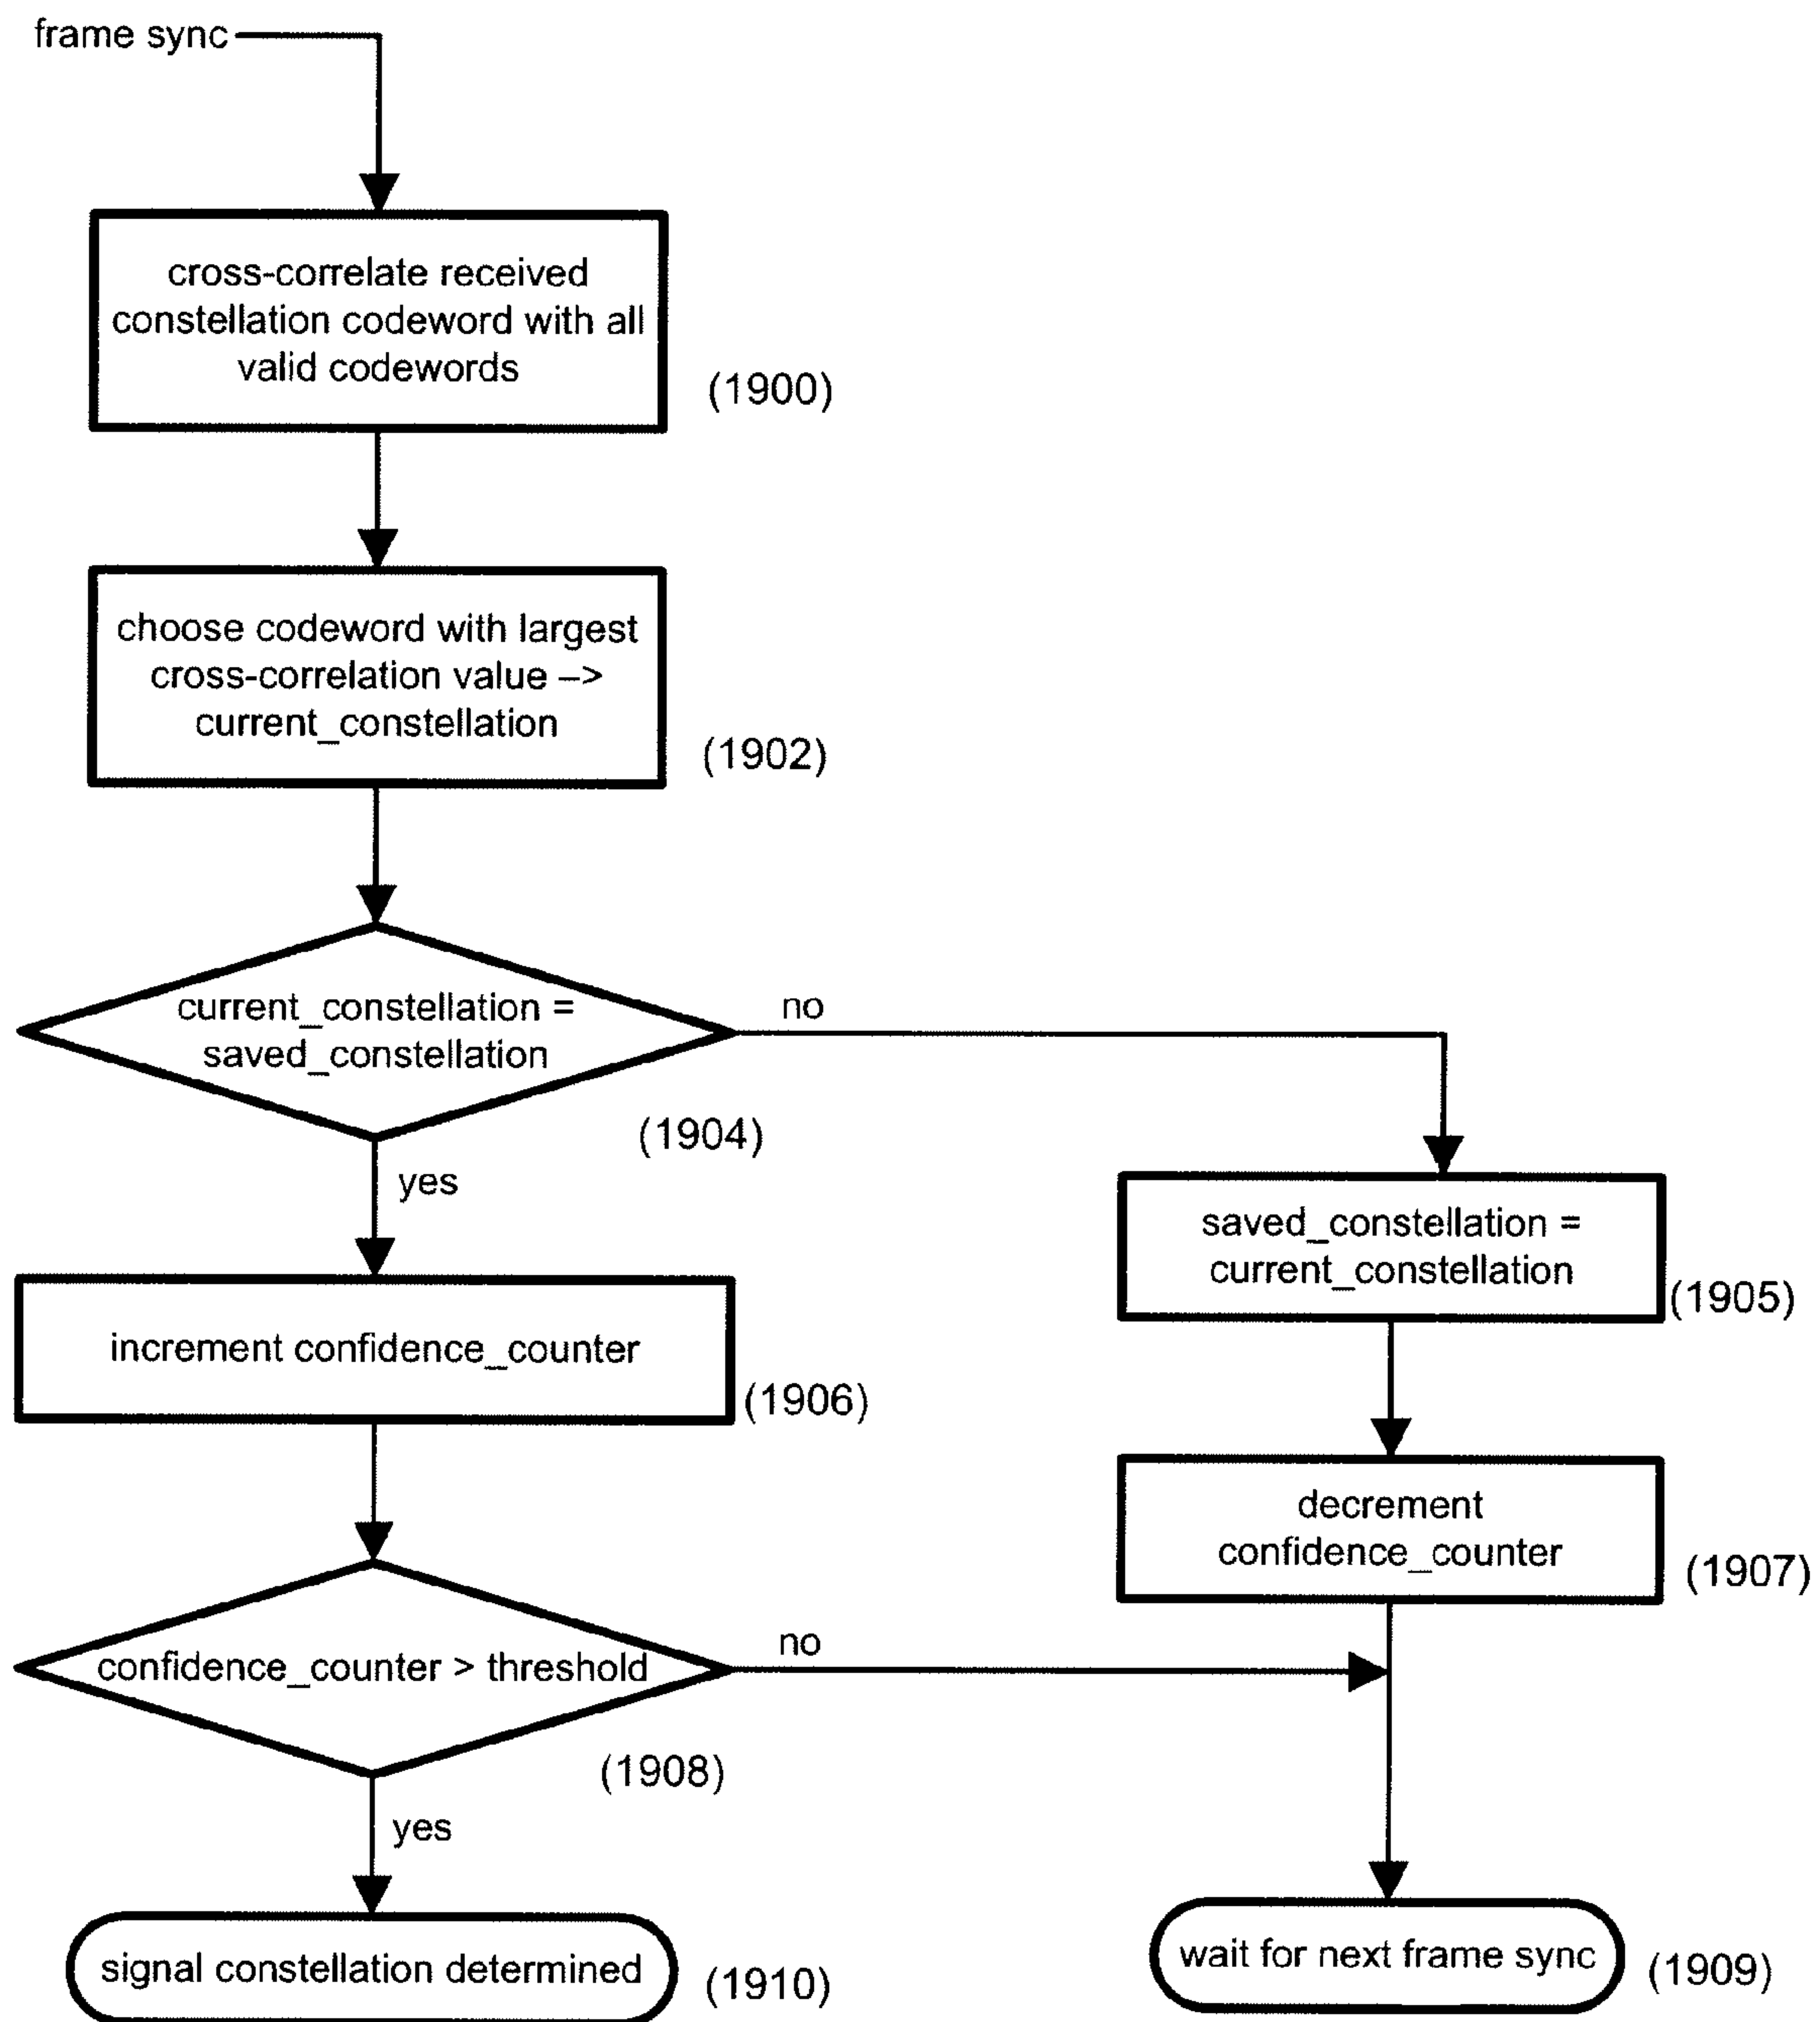 frame sync
cross-correlate received
constellation codeword with all
valid codewords
(1900)
choose codeword with largest
cross-correlation value –>
current_constellation
(1902)
current_constellation =
saved_constellation
(1904)
no
yes
saved_constellation =
current_constellation
(1905)
increment confidence_counter
(1906)
decrement
confidence_counter
(1907)
confidence_counter > threshold
(1908)
no
yes
signal constellation determined
(1910)
wait for next frame sync
(1909)